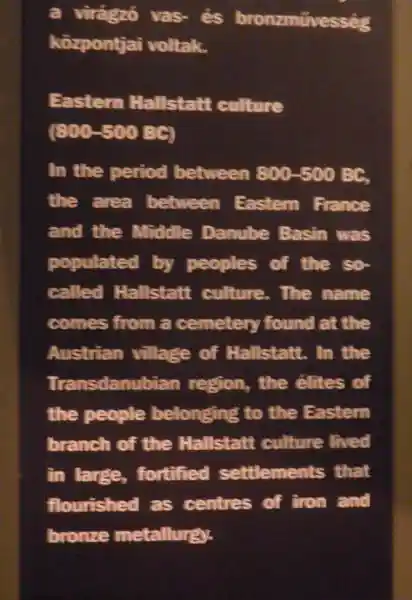 a virágzó vas- és bronzművesség
központjai voltak.
Eastern Hallstatt culture
(800–500 BC)
In the period between 800–500 BC,
the area between Eastern France
and the Middle Danube Basin was
populated by peoples of the so-
called Hallstatt culture. The name
comes from a cemetery found at the
Austrian village of Hallstatt. In the
Transdanubian region, the élites of
the people belonging to the Eastern
branch of the Hallstatt culture lived
in large, fortified settlements that
flourished as centres of iron and
bronze metallurgy.